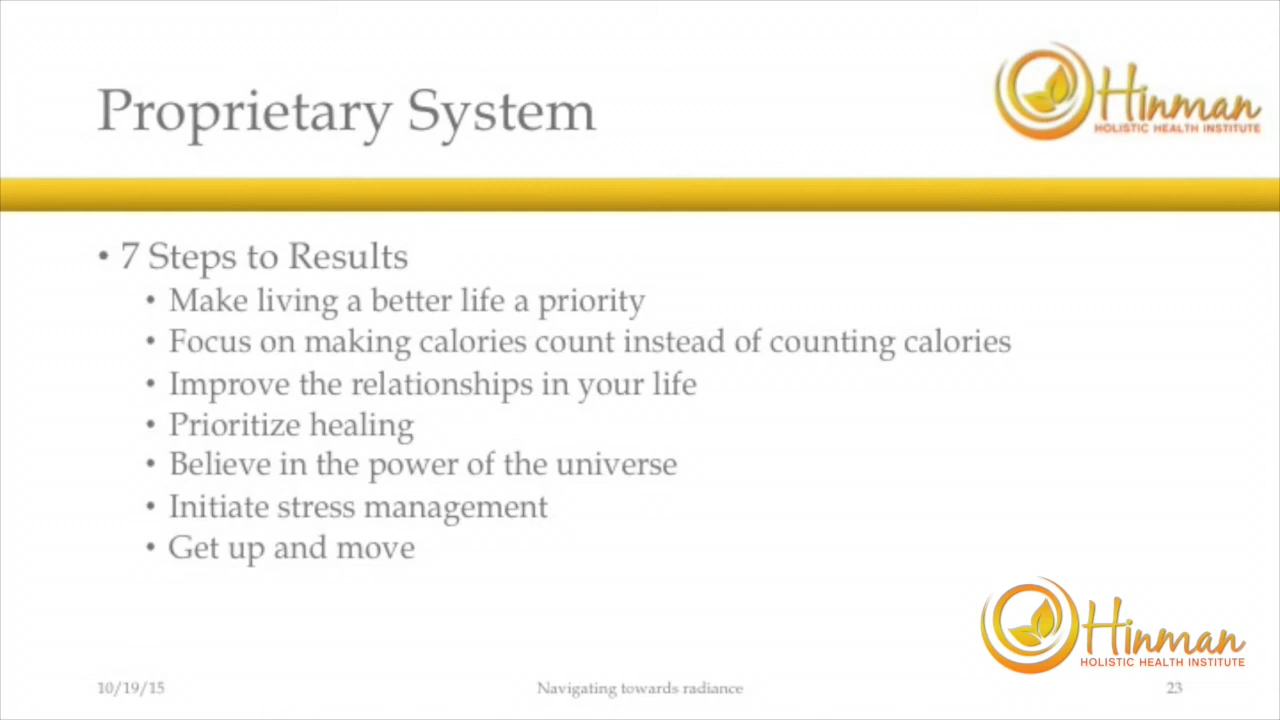 Proprietary System
Hinman
HOLISTIC HEALTH INSTITUTE
• 7 Steps to Results
• Make living a better life a priority
• Focus on making calories count instead of counting calories
• Improve the relationships in your life
• Prioritize healing
• Believe in the power of the universe
• Initiate stress management
• Get up and move
Hinman
HOLISTIC HEALTH INSTITUTE
10/19/15
Navigating towards radiance
23